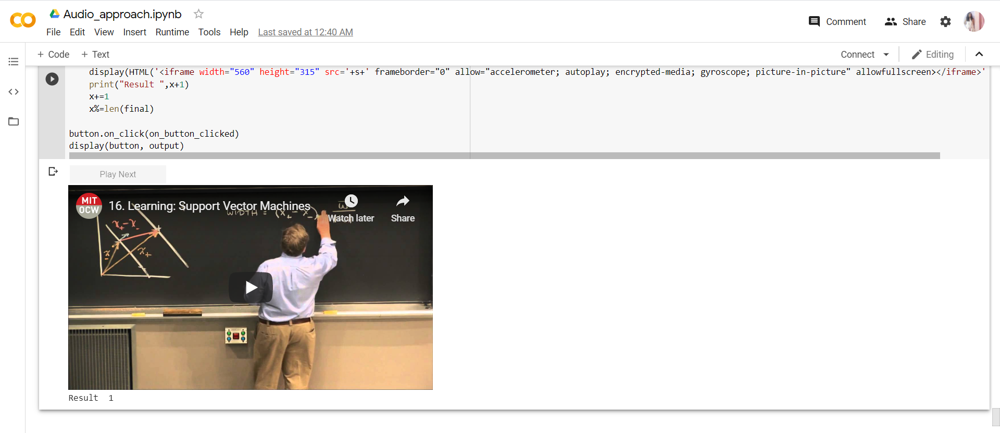 Audio_approach.ipynb
File Edit View Insert Runtime Tools Help Last saved at 12:40 AM
Comment Share
+ Code + Text
Connect Editing
display(HTML('<iframe width="560" height="315" src='+s+' frameborder="0" allow="accelerometer; autoplay; encrypted-media; gyroscope; picture-in-picture" allowfullscreen></iframe>'
print("Result ",x+1)
x+=1
x%=len(final)
button.on_click(on_button_clicked)
display(button, output)
Play Next
MIT
OCW
16. Learning: Support Vector Machines
Watch later Share
WIDTH = (x₊ - x₋)
x₊-x₋
x₋
x₊
Result 1